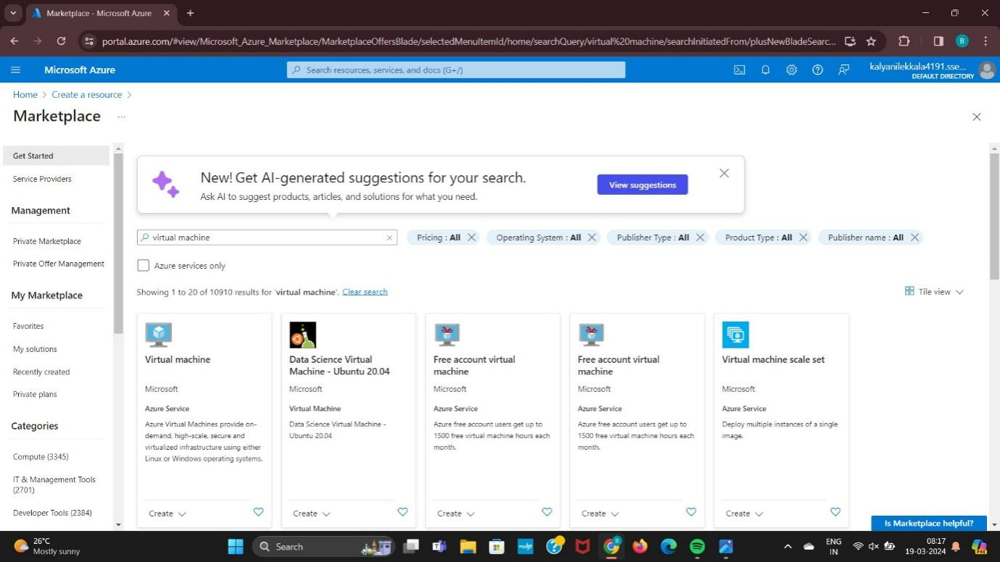 Marketplace - Microsoft Azure
portal.azure.com/#view/Microsoft_Azure_Marketplace/MarketplaceOffersBlade/selectedMenuItemId/home/searchQuery/virtual%20machine/searchInitiatedFrom/plusNewBladeSearc...
B
Microsoft Azure
Search resources, services, and docs (G+/)
kalyanilekkala4191.sse...
DEFAULT DIRECTORY
Home > Create a resource >
Marketplace ...
Get Started
Service Providers
Management
Private Marketplace
Private Offer Management
My Marketplace
Favorites
My solutions
Recently created
Private plans
Categories
Compute (3345)
IT & Management Tools
(2701)
Developer Tools (2384)
New! Get AI-generated suggestions for your search.
Ask AI to suggest products, articles, and solutions for what you need.
View suggestions
virtual machine
Pricing : All
Operating System : All
Publisher Type : All
Product Type : All
Publisher name : All
Azure services only
Showing 1 to 20 of 10910 results for 'virtual machine'. Clear search
Tile view
Virtual machine
Microsoft
Azure Service
Azure Virtual Machines provide on-
demand, high-scale, secure and
virtualized infrastructure using either
Linux or Windows operating systems.
Create
Data Science Virtual
Machine - Ubuntu 20.04
Microsoft
Virtual Machine
Data Science Virtual Machine -
Ubuntu 20.04
Create
Free account virtual
machine
Microsoft
Azure Service
Azure free account users get up to
1500 free virtual machine hours each
month.
Create
Free account virtual
machine
Microsoft
Azure Service
Azure free account users get up to
1500 free virtual machine hours each
month.
Create
Virtual machine scale set
Microsoft
Azure Service
Deploy multiple instances of a single
image.
Create
Is Marketplace helpful?
26°C
Mostly sunny
Search
ENG
IN
08:17
19-03-2024
PRE